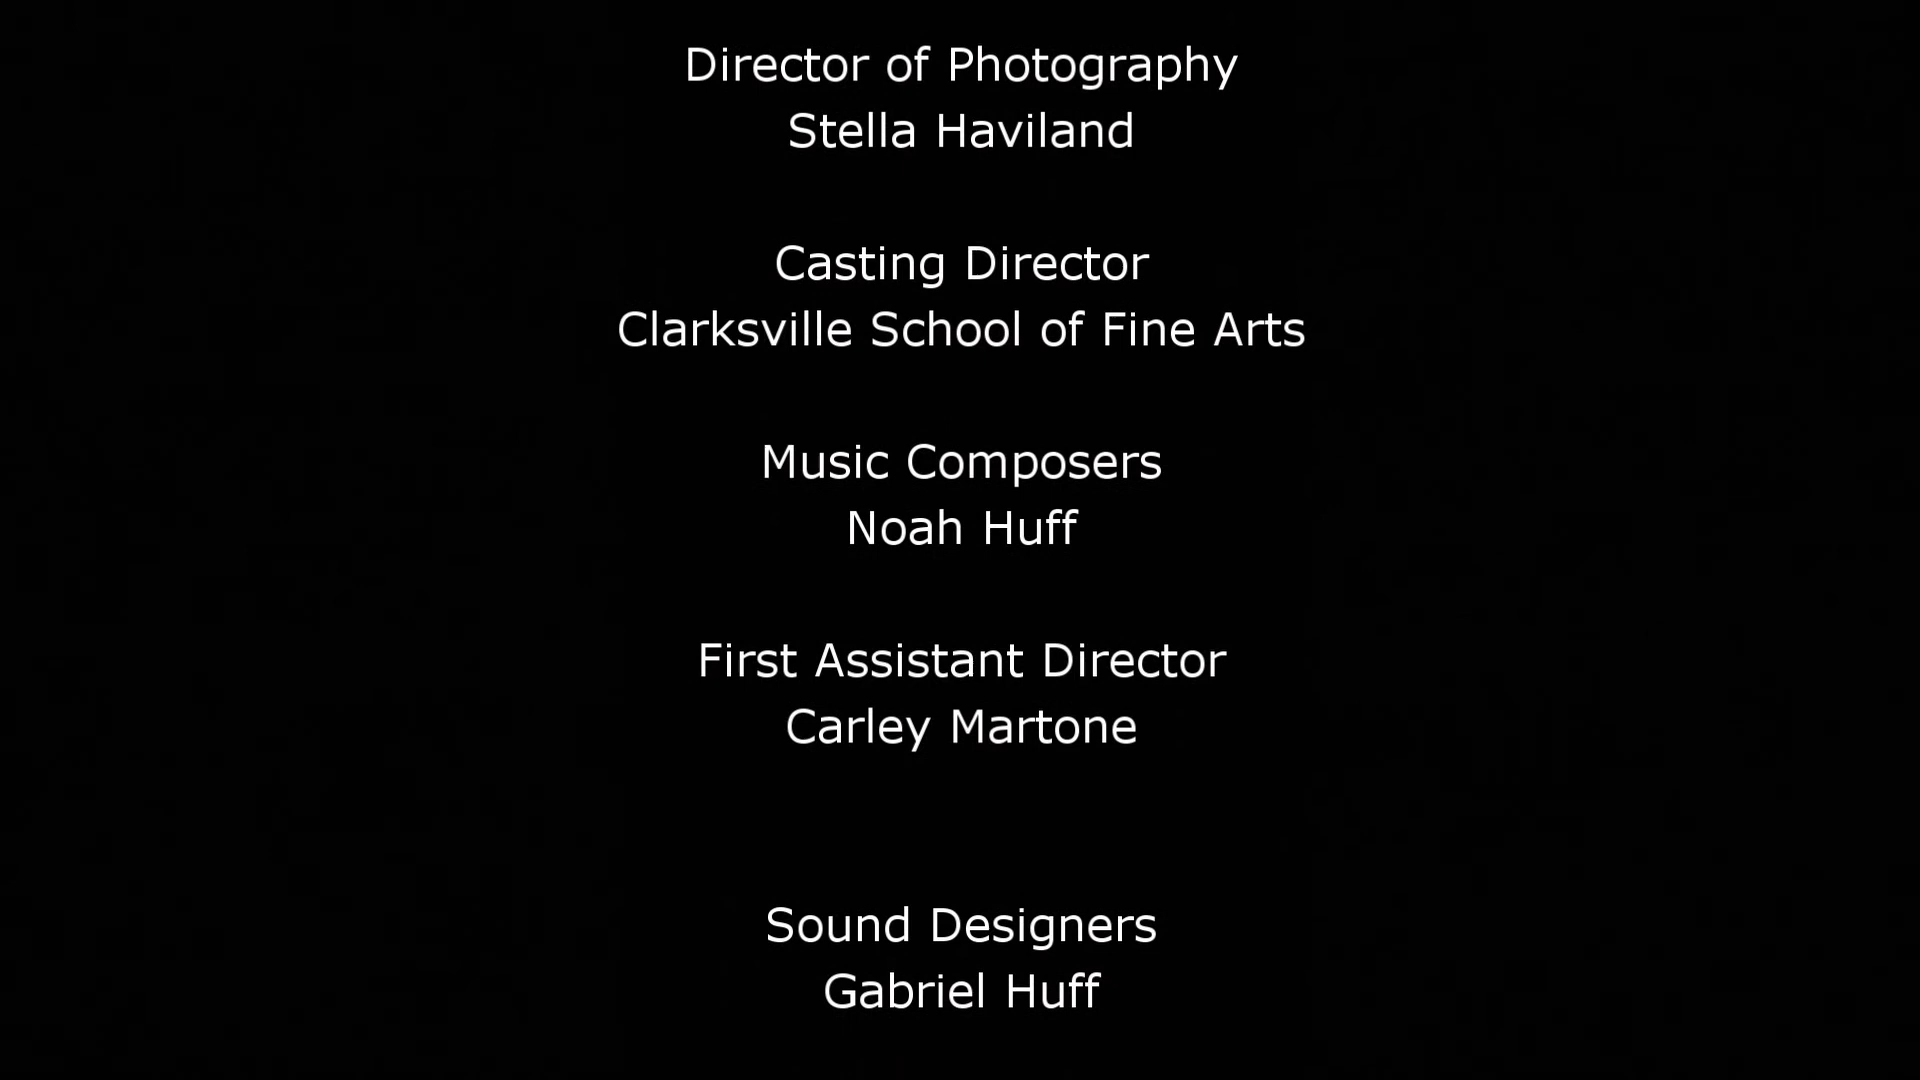 Director of Photography
Stella Haviland
Casting Director
Clarksville School of Fine Arts
Music Composers
Noah Huff
First Assistant Director
Carley Martone
Sound Designers
Gabriel Huff